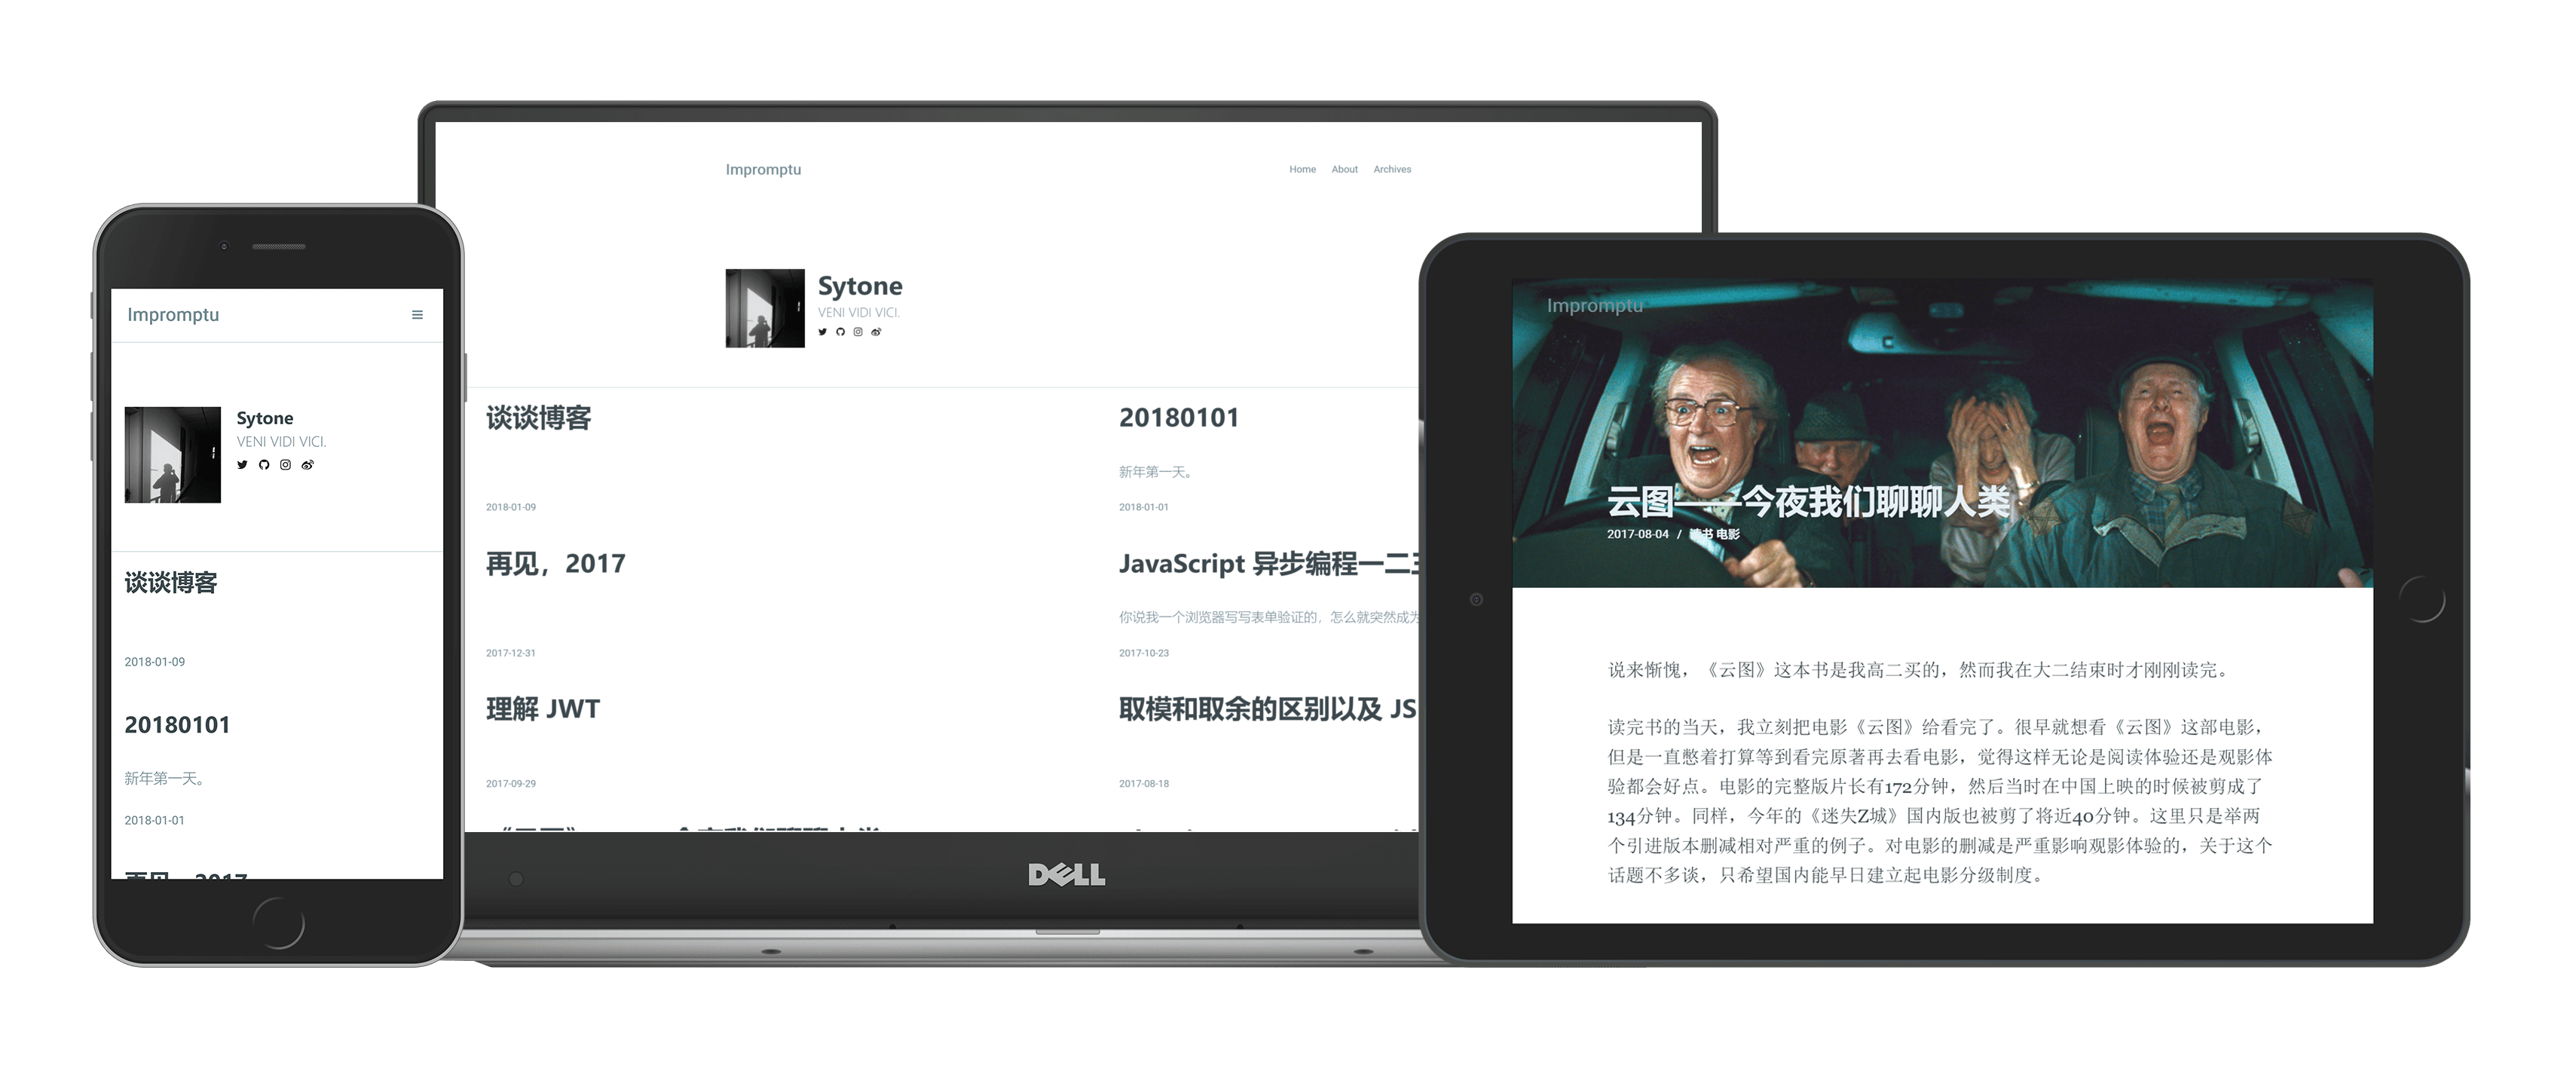 Impromptu
Sytone
VENI VIDI VICI.
谈谈博客
2018-01-09
20180101
新年第一天。
2018-01-01
再见，2017
Impromptu
Home About Archives
Sytone
VENI VIDI VICI.
谈谈博客
2018-01-09
再见，2017
2017-12-31
理解 JWT
2017-09-29
20180101
新年第一天。
2018-01-01
JavaScript 异步编程一二
你说我一个浏览器写写表单验证的，怎么就突然成为
2017-10-23
取模和取余的区别以及 JS
2017-08-18
DELL
Impromptu
云图——今夜我们聊聊人类
2017-08-04 / 读书 电影
说来惭愧，《云图》这本书是我高二买的，然而我在大二结束时才刚刚读完。
读完书的当天，我立刻把电影《云图》给看完了。很早就想看《云图》这部电影，
但是一直憋着打算等到看完原著再去看电影，觉得这样无论是阅读体验还是观影体
验都会好点。电影的完整版片长有172分钟，然后当时在中国上映的时候被剪成了
134分钟。同样，今年的《迷失Z城》国内版也被剪了将近40分钟。这里只是举两
个引进版本删减相对严重的例子。对电影的删减是严重影响观影体验的，关于这个
话题不多谈，只希望国内能早日建立起电影分级制度。